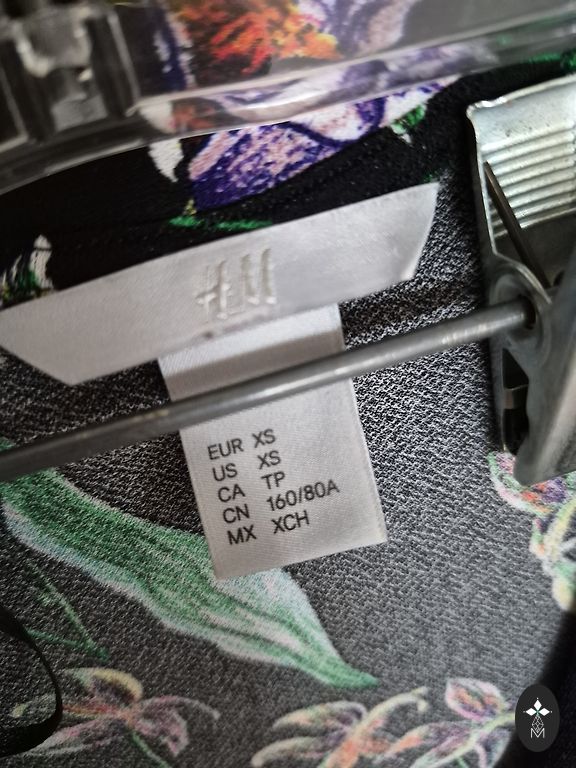 H&M
EUR XS
US XS
CA TP
CN 160/80A
MX XCH
M